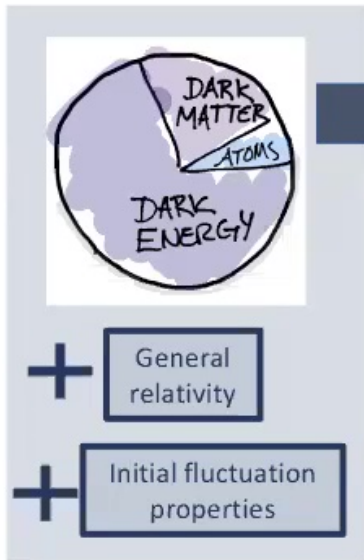 DARK
MATTER
ATOMS
DARK
ENERGY
+ General
relativity
+ Initial fluctuation
properties